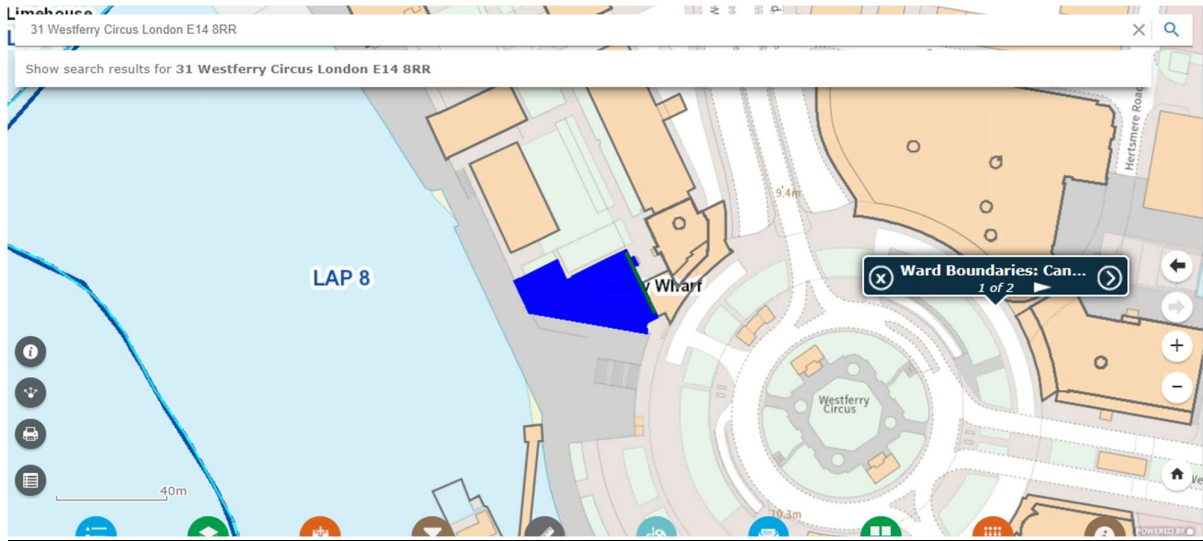 Limehouse
31 Westferry Circus London E14 8RR
Show search results for 31 Westferry Circus London E14 8RR
Hertsmere Road
9.4m
LAP 8
Wharf
Ward Boundaries: Can...
1 of 2
Westferry
Circus
40m
10.3m
POWERED BY